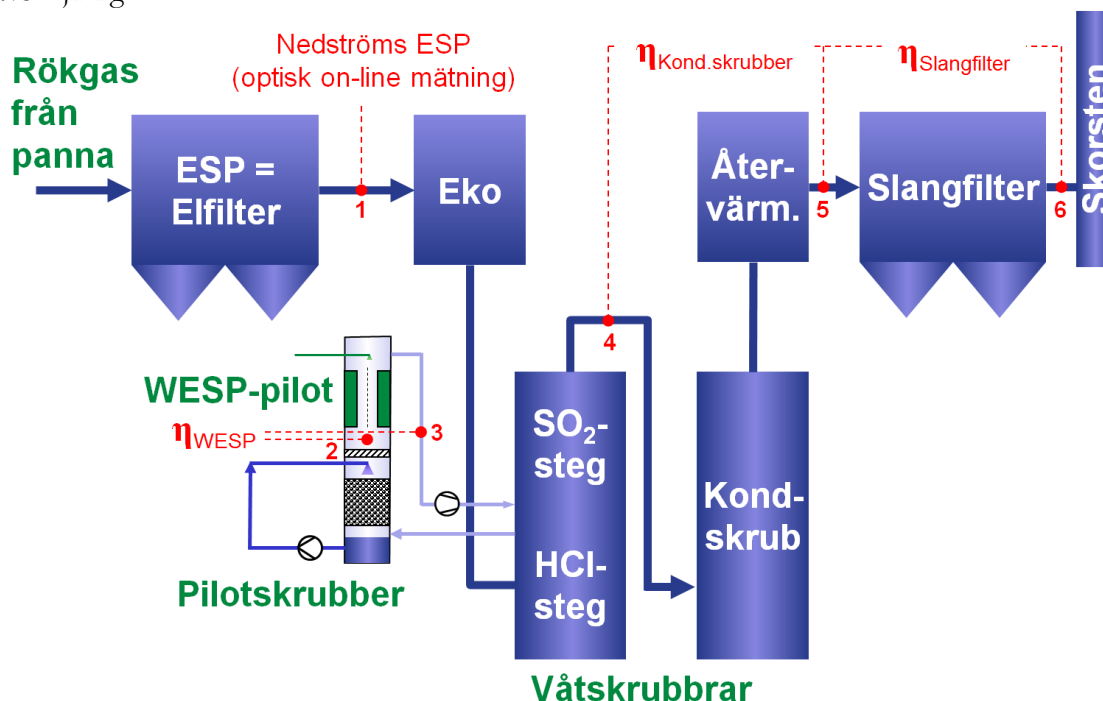 Nedströms ESP
(optisk on-line mätning)
ηKond.skrubber
ηSlangfilter
Rökgas
från
panna
ESP =
Elfilter
1
Eko
Åter-
värm.
5
Slangfilter
6
Skorsten
4
WESP-pilot
ηWESP
2
3
SO₂-
steg
HCl-
steg
Kond-
skrub
Pilotskrubber
Våtskrubbrar